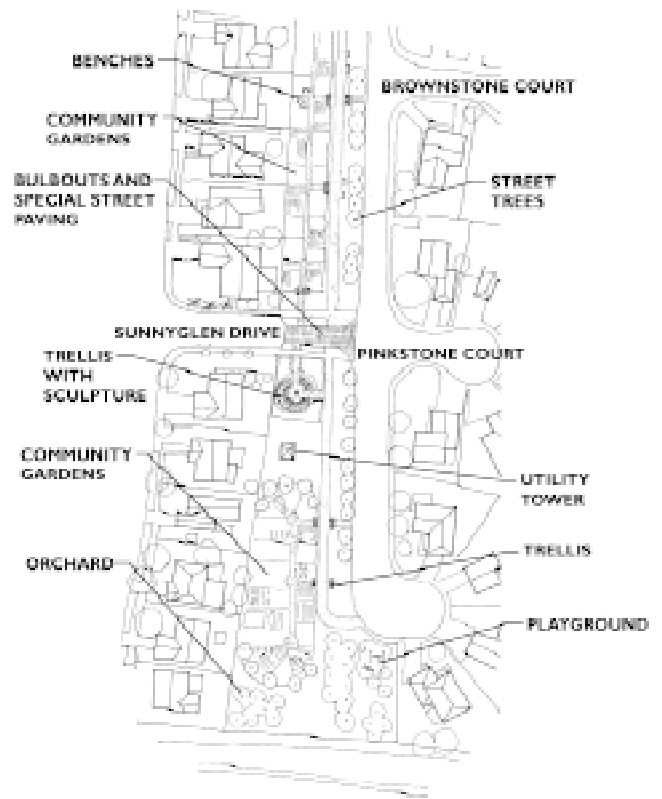 BENCHES
BROWNSTONE COURT
COMMUNITY
GARDENS
BULBOUTS AND
SPECIAL STREET
PAVING
STREET
TREES
SUNNYGLEN DRIVE
PINKSTONE COURT
TRELLIS
WITH
SCULPTURE
COMMUNITY
GARDENS
UTILITY
TOWER
TRELLIS
ORCHARD
PLAYGROUND